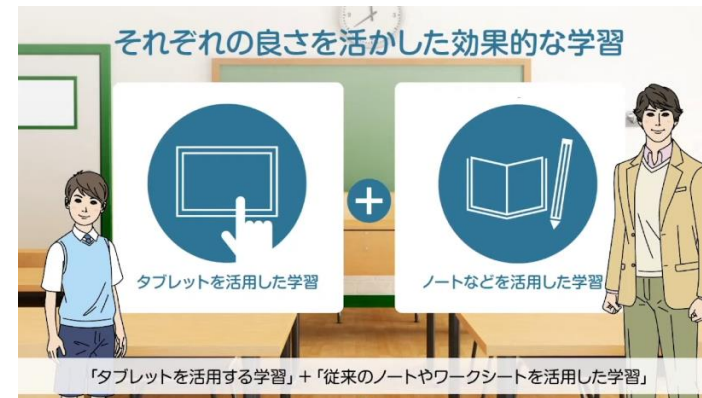 それぞれの良さを活かした効果的な学習
タブレットを活用した学習
ノートなどを活用した学習
「タブレットを活用する学習」+「従来のノートやワークシートを活用した学習」